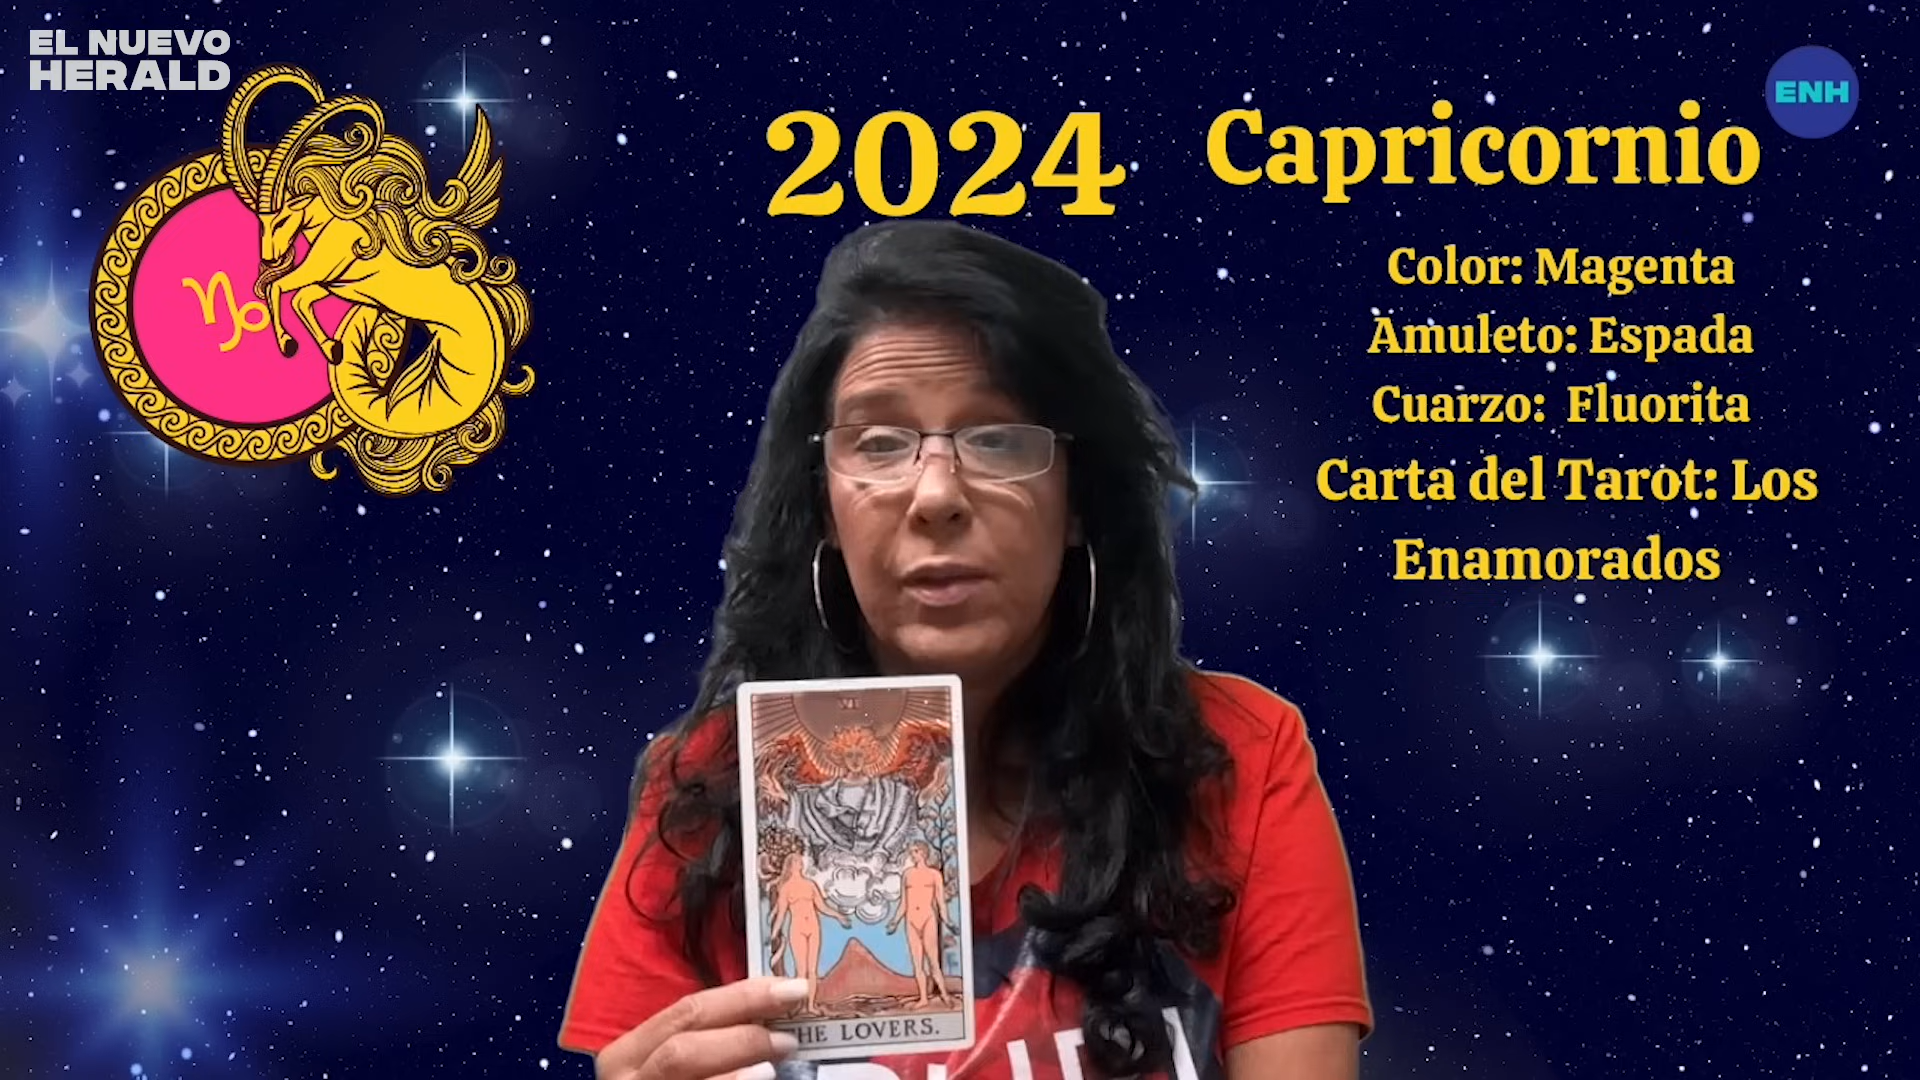 EL NUEVO
HERALD
ENH
2024
Capricornio
Color: Magenta
Amuleto: Espada
Cuarzo: Fluorita
Carta del Tarot: Los
Enamorados
VI
THE LOVERS.